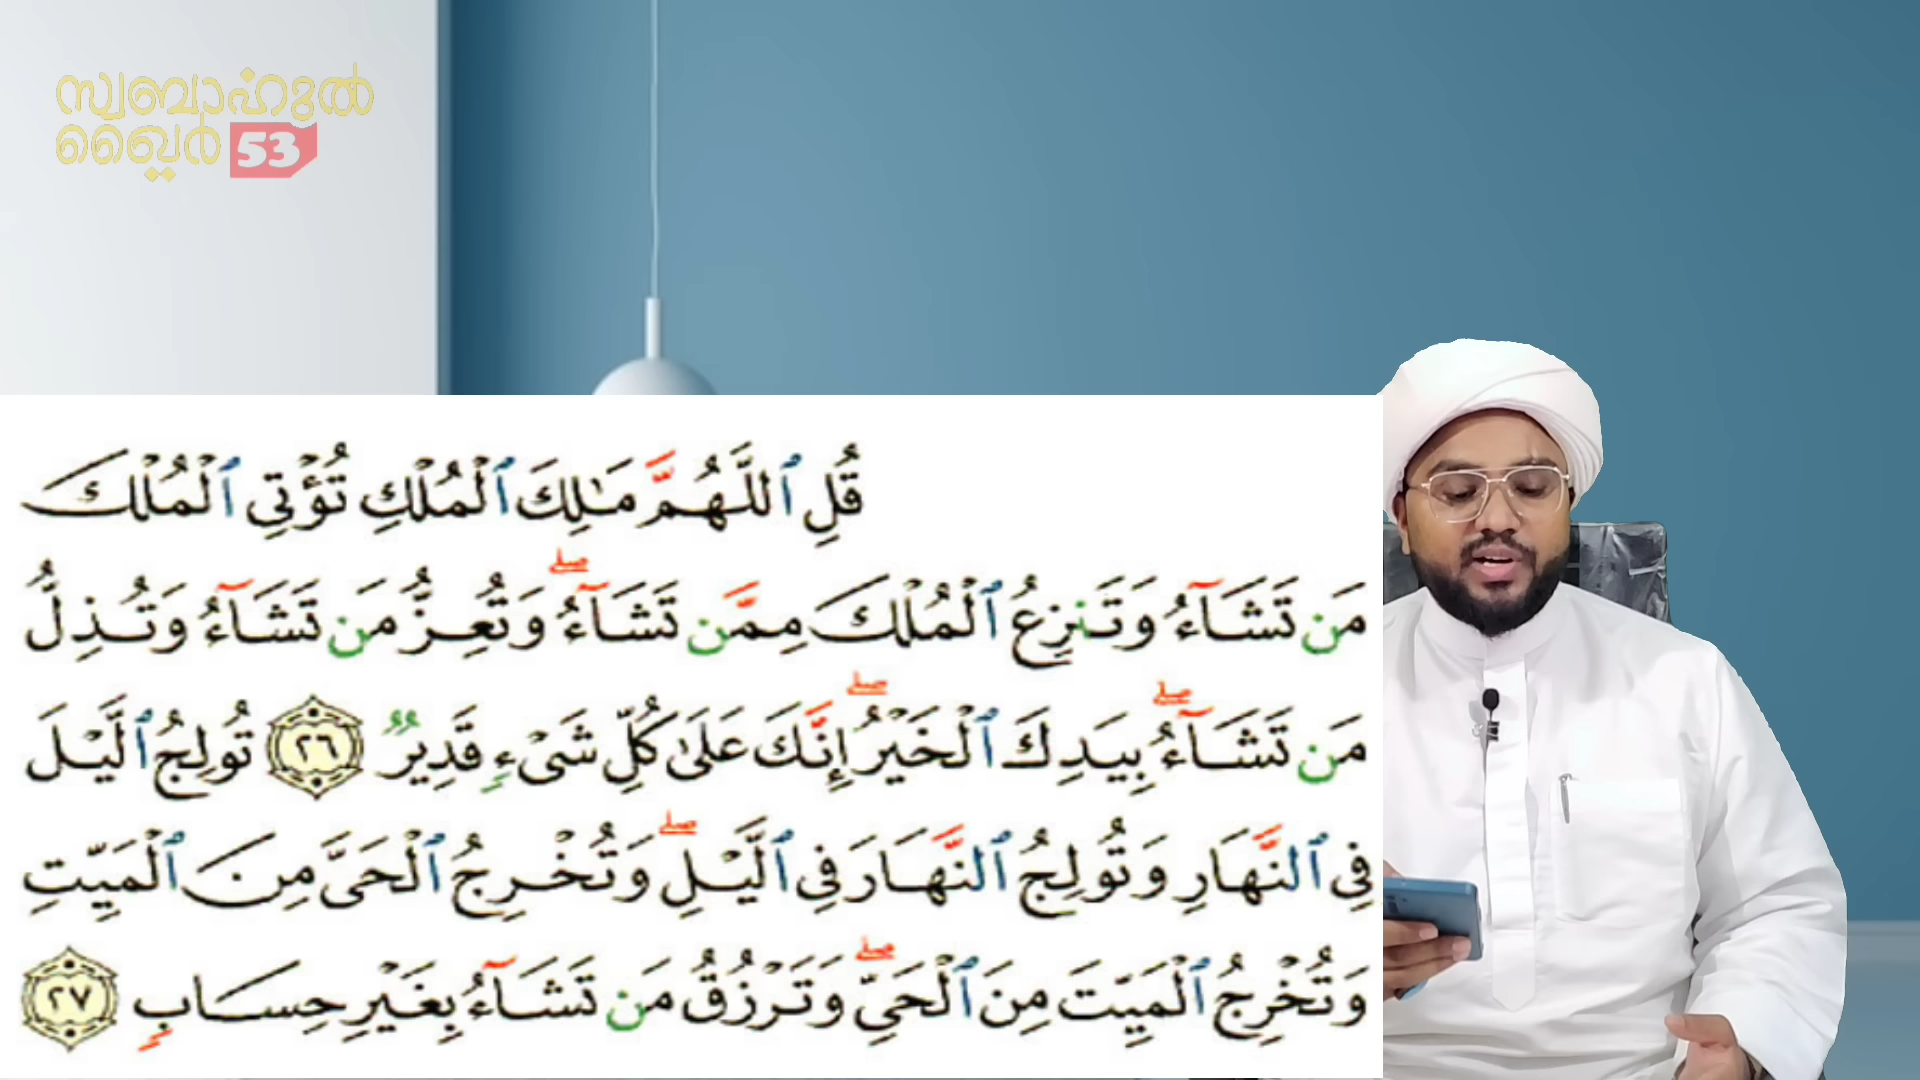 സ്വബാഹുൽ
ഖൈർ 53
قُلِ ٱللَّهُمَّ مَٰلِكَ ٱلْمُلْكِ تُؤْتِى ٱلْمُلْكَ
مَن تَشَآءُ وَتَنزِعُ ٱلْمُلْكَ مِمَّن تَشَآءُۖ وَتُعِزُّ مَن تَشَآءُ وَتُذِلُّ
مَن تَشَآءُۖ بِيَدِكَ ٱلْخَيْرُۖ إِنَّكَ عَلَىٰ كُلِّ شَىْءٍ قَدِيرٌ ٢٦ تُولِجُ ٱلَّيْلَ
فِى ٱلنَّهَارِ وَتُولِجُ ٱلنَّهَارَ فِى ٱلَّيْلِۖ وَتُخْرِجُ ٱلْحَىَّ مِنَ ٱلْمَيِّتِ
وَتُخْرِجُ ٱلْمَيِّتَ مِنَ ٱلْحَىِّۖ وَتَرْزُقُ مَن تَشَآءُ بِغَيْرِ حِسَابٍ ٢٧